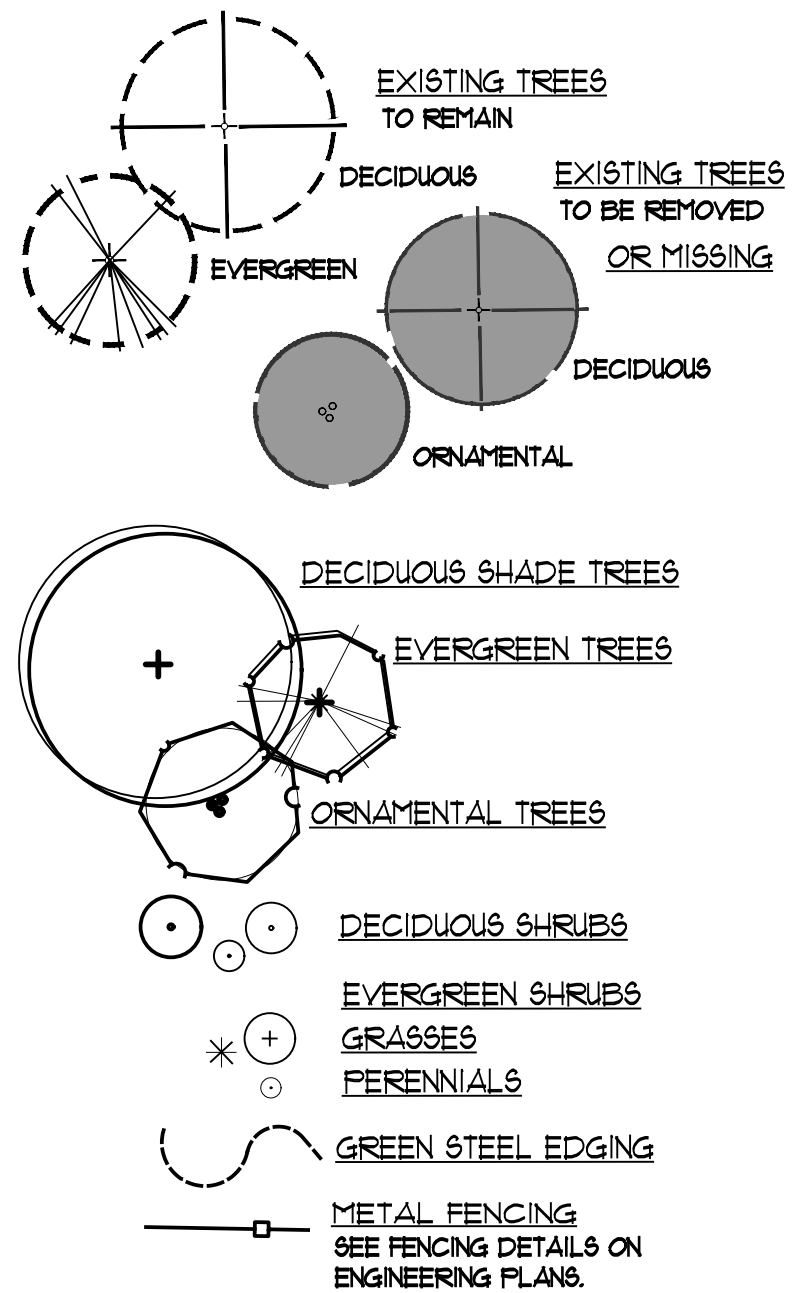 EXISTING TREES
TO REMAIN
DECIDUOUS
EVERGREEN
EXISTING TREES
TO BE REMOVED
OR MISSING
DECIDUOUS
ORNAMENTAL
DECIDUOUS SHADE TREES
EVERGREEN TREES
ORNAMENTAL TREES
DECIDUOUS SHRUBS
EVERGREEN SHRUBS
GRASSES
PERENNIALS
GREEN STEEL EDGING
METAL FENCING
SEE FENCING DETAILS ON
ENGINEERING PLANS.